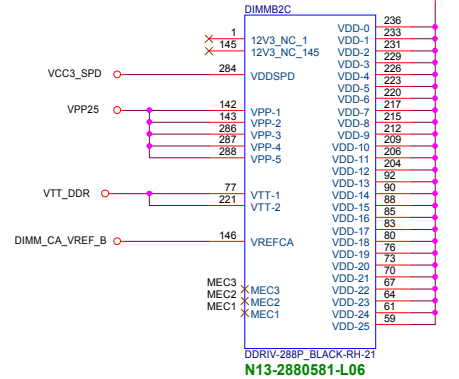 DIMMB2C
1 12V3_NC_1
145 12V3_NC_145
VCC3_SPD 284 VDDSPD
VPP25 142 VPP-1
143 VPP-2
286 VPP-3
287 VPP-4
288 VPP-5
VTT_DDR 77 VTT-1
221 VTT-2
DIMM_CA_VREF_B 146 VREFCA
MEC3 MEC3
MEC2 MEC2
MEC1 MEC1
VDD-0 236
VDD-1 233
VDD-2 231
VDD-3 229
VDD-4 226
VDD-5 223
VDD-6 220
VDD-7 217
VDD-8 215
VDD-9 212
VDD-10 209
VDD-11 206
VDD-12 204
VDD-13 92
VDD-14 90
VDD-15 88
VDD-16 85
VDD-17 83
VDD-18 80
VDD-19 76
VDD-20 73
VDD-21 70
VDD-22 67
VDD-23 64
VDD-24 61
VDD-25 59
DDRIV-288P_BLACK-RH-21
N13-2880581-L06